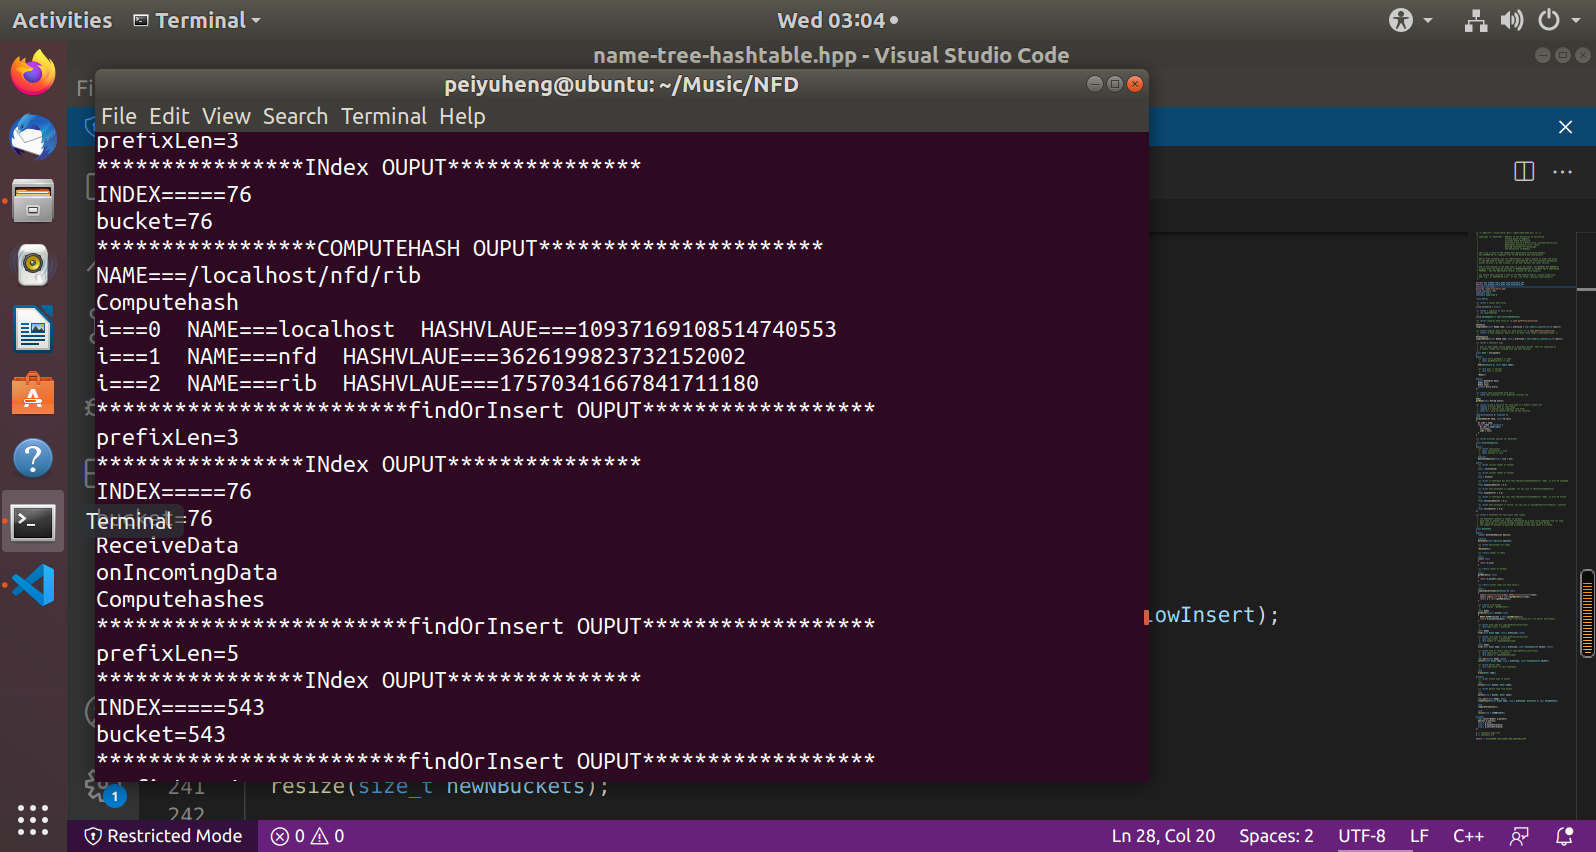 Activities
Terminal
Wed 03:04
name-tree-hashtable.hpp - Visual Studio Code
Fi
peiyuheng@ubuntu: ~/Music/NFD
File Edit View Search Terminal Help
prefixLen=3
****************INdex OUPUT***************
INDEX=====76
bucket=76
*****************COMPUTEHASH OUPUT**********************
NAME===/localhost/nfd/rib
Computehash
i===0  NAME===localhost  HASHVLAUE===10937169108514740553
i===1  NAME===nfd  HASHVLAUE===3626199823732152002
i===2  NAME===rib  HASHVLAUE===17570341667841711180
************************findOrInsert OUPUT******************
prefixLen=3
****************INdex OUPUT***************
INDEX=====76
Terminal
=76
ReceiveData
onIncomingData
Computehashes
************************findOrInsert OUPUT******************
prefixLen=5
****************INdex OUPUT***************
INDEX=====543
bucket=543
************************findOrInsert OUPUT******************
owInsert);
241
resize(size_t newNBuckets);
242
1
Restricted Mode
0
0
Ln 28, Col 20
Spaces: 2
UTF-8
LF
C++